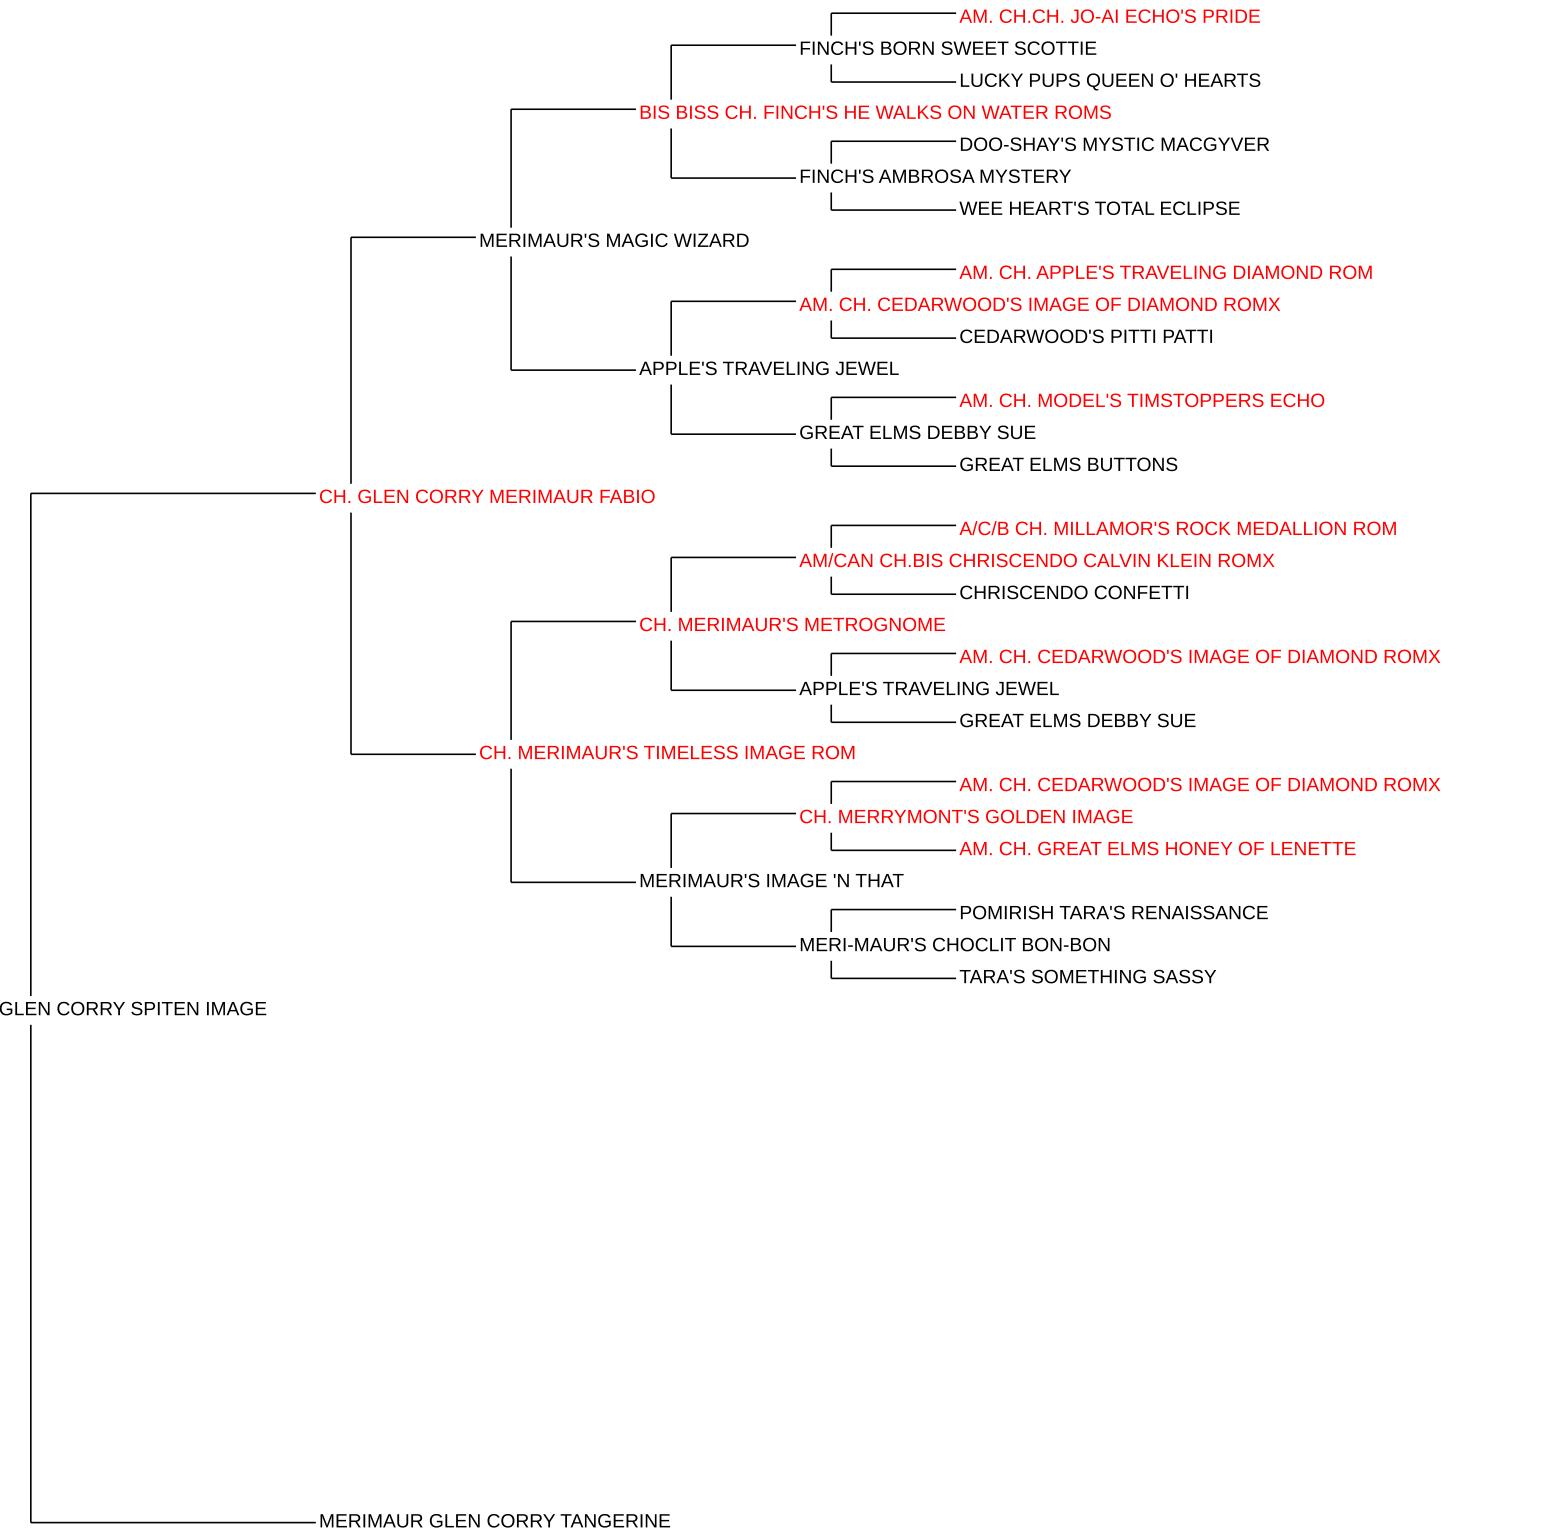 AM. CH.CH. JO-AI ECHO'S PRIDE
FINCH'S BORN SWEET SCOTTIE
LUCKY PUPS QUEEN O' HEARTS
BIS BISS CH. FINCH'S HE WALKS ON WATER ROMS
DOO-SHAY'S MYSTIC MACGYVER
FINCH'S AMBROSA MYSTERY
WEE HEART'S TOTAL ECLIPSE
MERIMAUR'S MAGIC WIZARD
AM. CH. APPLE'S TRAVELING DIAMOND ROM
AM. CH. CEDARWOOD'S IMAGE OF DIAMOND ROMX
CEDARWOOD'S PITTI PATTI
APPLE'S TRAVELING JEWEL
AM. CH. MODEL'S TIMSTOPPERS ECHO
GREAT ELMS DEBBY SUE
GREAT ELMS BUTTONS
CH. GLEN CORRY MERIMAUR FABIO
A/C/B CH. MILLAMOR'S ROCK MEDALLION ROM
AM/CAN CH.BIS CHRISCENDO CALVIN KLEIN ROMX
CHRISCENDO CONFETTI
CH. MERIMAUR'S METROGNOME
AM. CH. CEDARWOOD'S IMAGE OF DIAMOND ROMX
APPLE'S TRAVELING JEWEL
GREAT ELMS DEBBY SUE
CH. MERIMAUR'S TIMELESS IMAGE ROM
AM. CH. CEDARWOOD'S IMAGE OF DIAMOND ROMX
CH. MERRYMONT'S GOLDEN IMAGE
AM. CH. GREAT ELMS HONEY OF LENETTE
MERIMAUR'S IMAGE 'N THAT
POMIRISH TARA'S RENAISSANCE
MERI-MAUR'S CHOCLIT BON-BON
TARA'S SOMETHING SASSY
GLEN CORRY SPITEN IMAGE
MERIMAUR GLEN CORRY TANGERINE